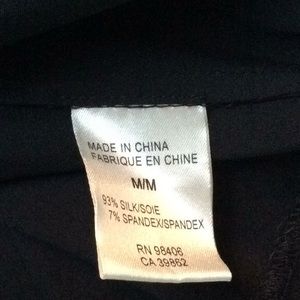 MADE IN CHINA
FABRIQUE EN CHINE
M/M
93% SILK/SOIE
7% SPANDEX/SPANDEX
RN 98406
CA 39862